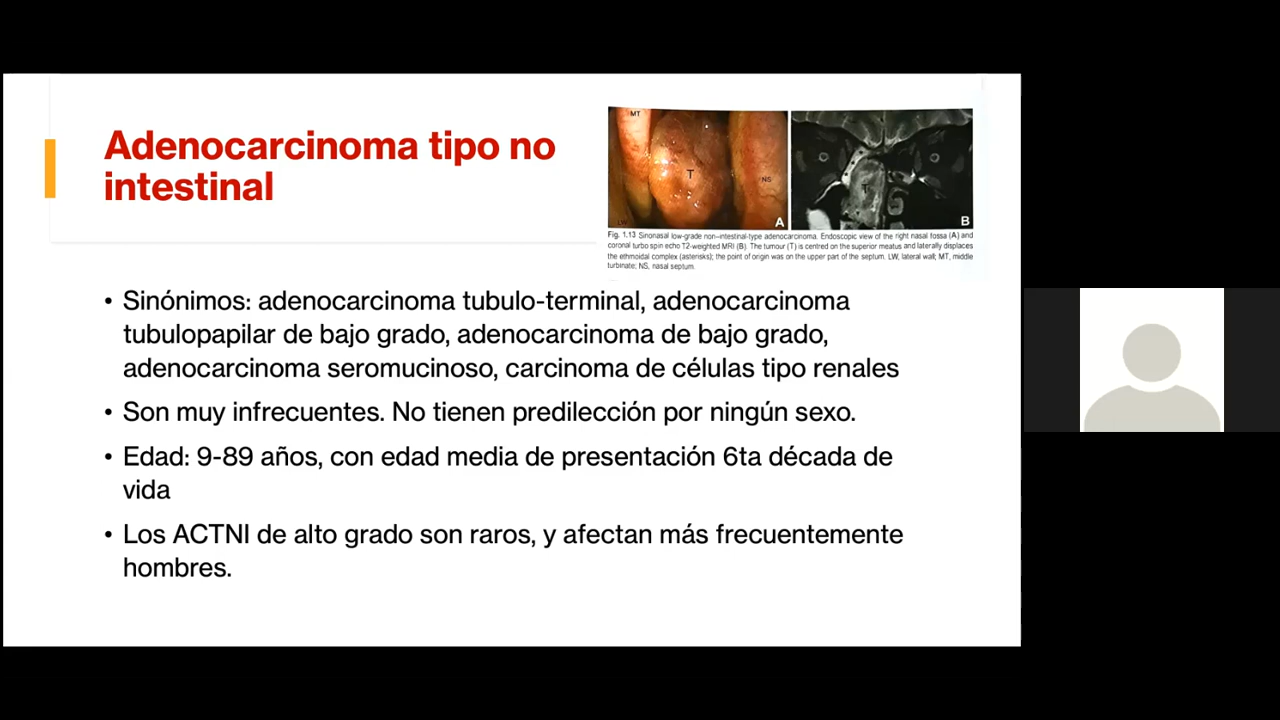 Adenocarcinoma tipo no
intestinal
MT
T
NS
A
T
B
Fig. 1.13 Sinonasal low-grade non–intestinal-type adenocarcinoma. Endoscopic view of the right nasal fossa (A) and
coronal turbo spin echo T2-weighted MRI (B). The tumour (T) is centred on the superior meatus and laterally displaces
the ethmoidal complex (asterisks); the point of origin was on the upper part of the septum. LW, lateral wall; MT, middle
turbinate; NS, nasal septum.
• Sinónimos: adenocarcinoma tubulo-terminal, adenocarcinoma
tubulopapilar de bajo grado, adenocarcinoma de bajo grado,
adenocarcinoma seromucinoso, carcinoma de células tipo renales
• Son muy infrecuentes. No tienen predilección por ningún sexo.
• Edad: 9-89 años, con edad media de presentación 6ta década de
vida
• Los ACTNI de alto grado son raros, y afectan más frecuentemente
hombres.